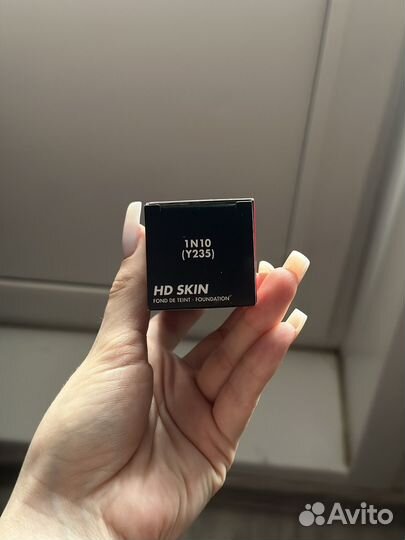 1N10
(Y235)
HD SKIN
FOND DE TEINT - FOUNDATION
Avito